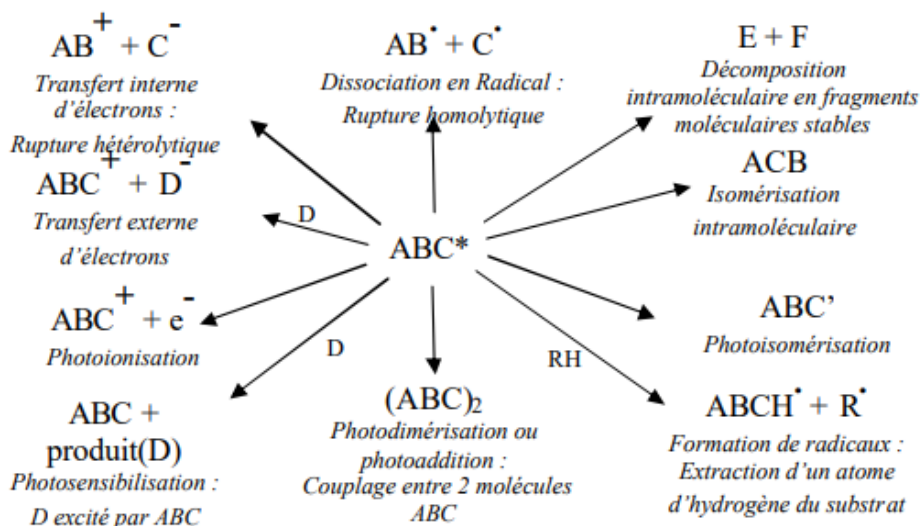 AB⁺ + C⁻
Transfert interne
d'électrons :
Rupture hétérolytique
AB• + C•
Dissociation en Radical :
Rupture homolytique
E + F
Décomposition
intramoléculaire en fragments
moléculaires stables
ABC⁺ + D⁻
Transfert externe
d'électrons
D
ABC*
ACB
Isomérisation
intramoléculaire
ABC⁺ + e⁻
Photoionisation
D
RH
ABC’
Photoisomérisation
ABC +
produit(D)
Photosensibilisation :
D excité par ABC
(ABC)₂
Photodimérisation ou
photoaddition :
Couplage entre 2 molécules
ABC
ABCH• + R•
Formation de radicaux :
Extraction d'un atome
d'hydrogène du substrat